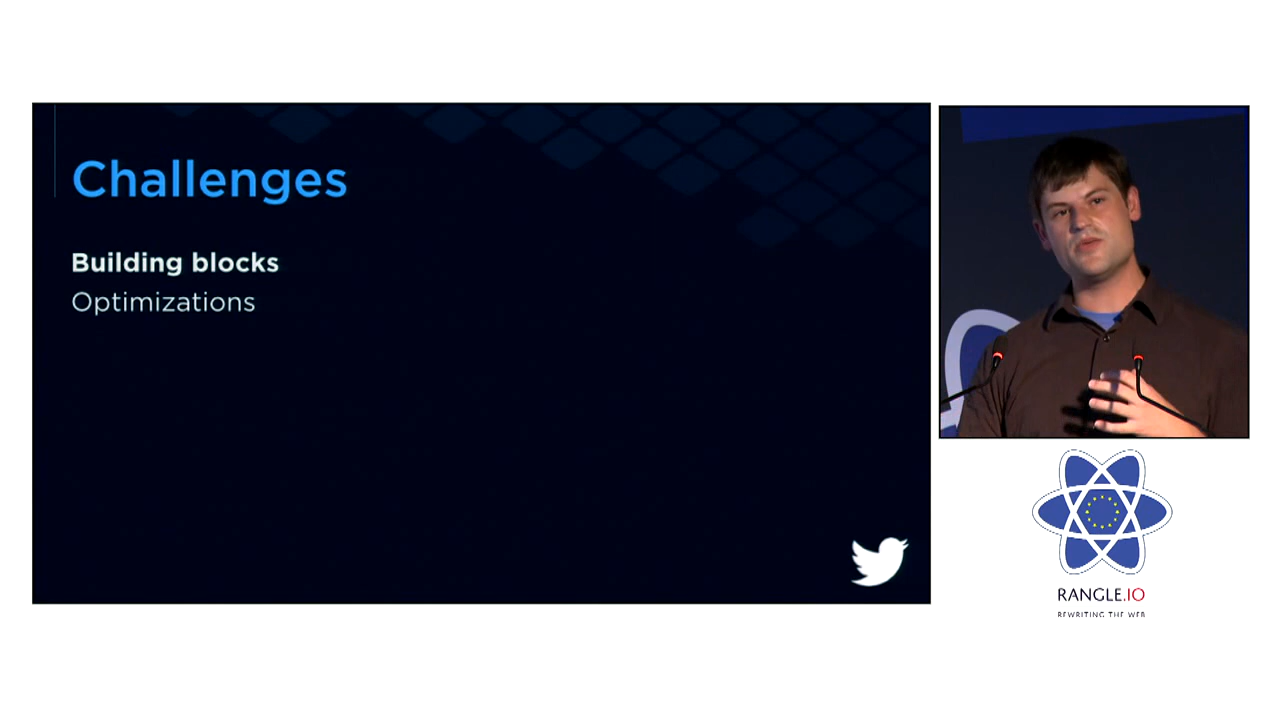 Challenges
Building blocks
Optimizations
RANGLE.IO
REWRITING THE WEB